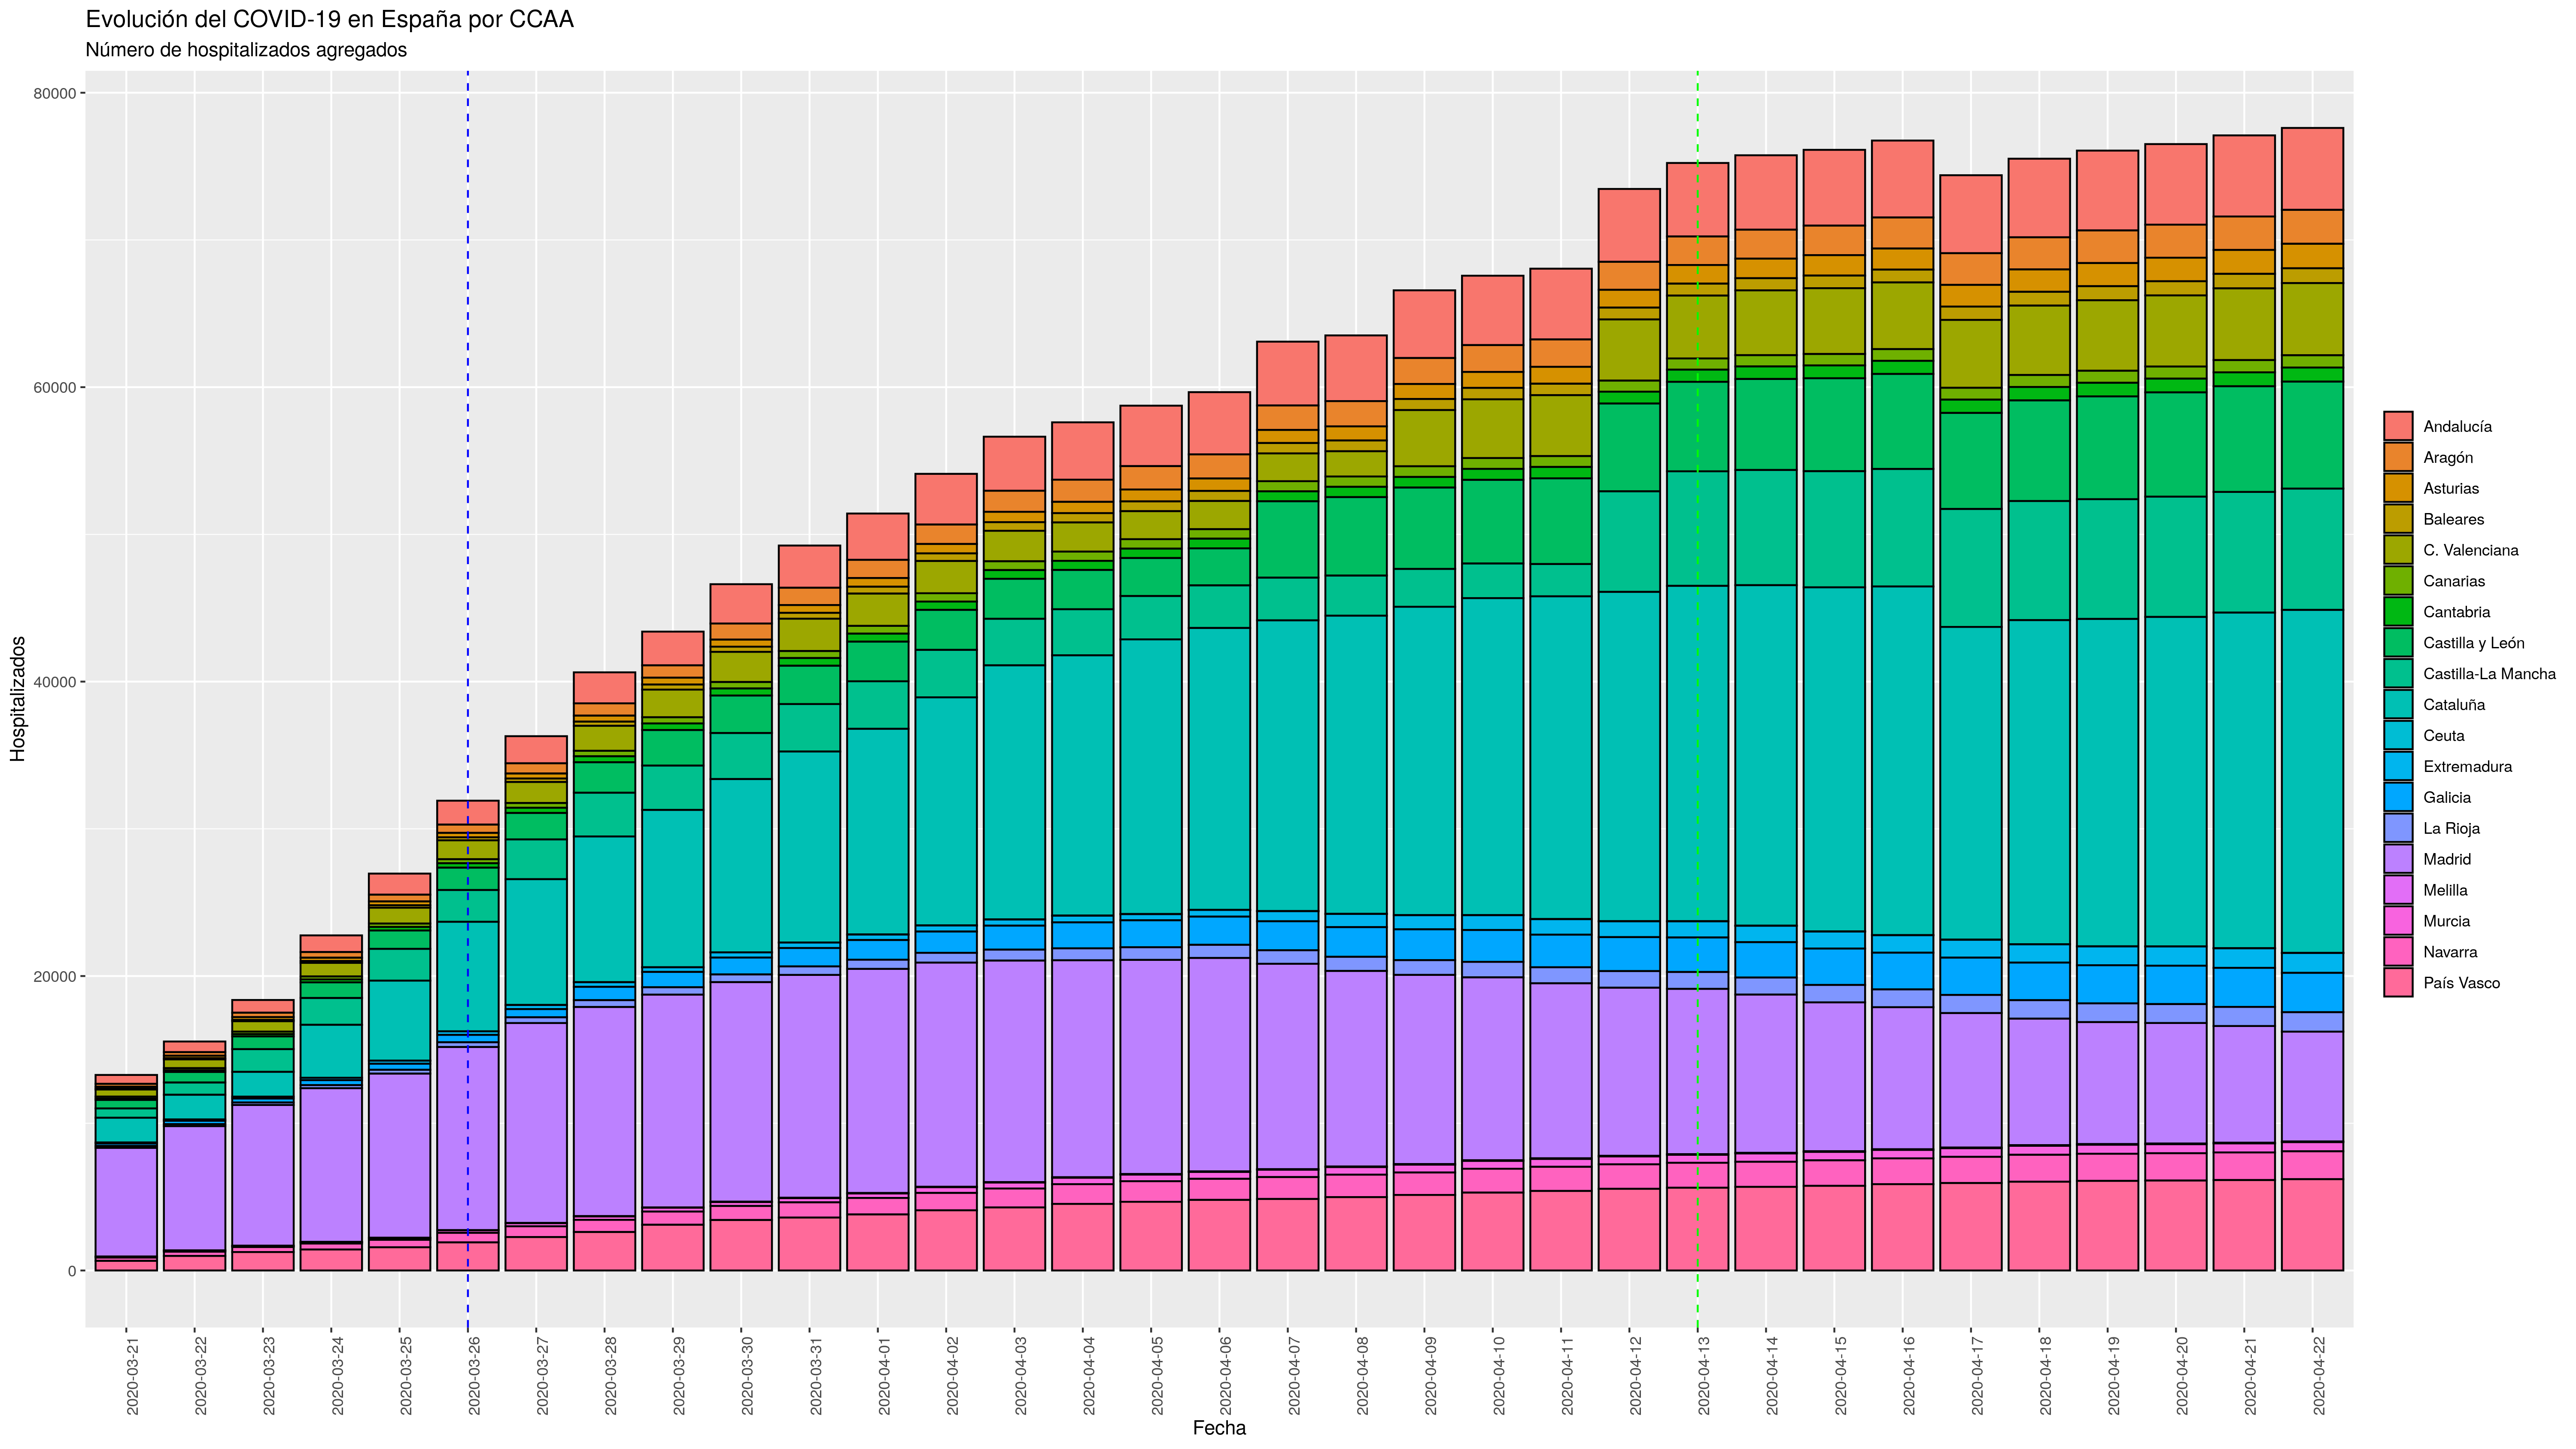 Evolución del COVID-19 en España por CCAA
Número de hospitalizados agregados
Hospitalizados
80000
60000
40000
20000
0
2020-03-21
2020-03-22
2020-03-23
2020-03-24
2020-03-25
2020-03-26
2020-03-27
2020-03-28
2020-03-29
2020-03-30
2020-03-31
2020-04-01
2020-04-02
2020-04-03
2020-04-04
2020-04-05
2020-04-06
2020-04-07
2020-04-08
2020-04-09
2020-04-10
2020-04-11
2020-04-12
2020-04-13
2020-04-14
2020-04-15
2020-04-16
2020-04-17
2020-04-18
2020-04-19
2020-04-20
2020-04-21
2020-04-22
Fecha
Andalucía
Aragón
Asturias
Baleares
C. Valenciana
Canarias
Cantabria
Castilla y León
Castilla-La Mancha
Cataluña
Ceuta
Extremadura
Galicia
La Rioja
Madrid
Melilla
Murcia
Navarra
País Vasco